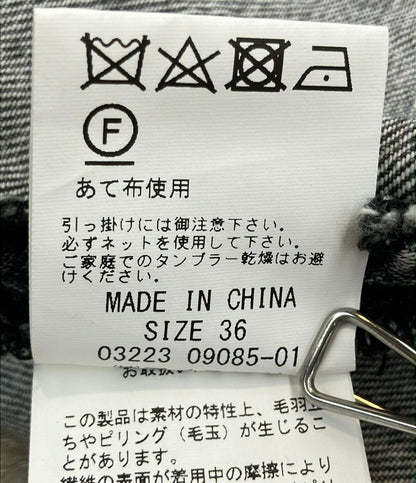 F
あて布使用
引っ掛けには御注意下さい。
必ずネットを使用して下さい。
ご家庭でのタンブラー乾燥はお避
けください。
MADE IN CHINA
SIZE 36
03223 09085-01
お取扱い
この製品は素材の特性上、毛羽立
ちやピリング（毛玉）が生じるこ
とがあります。
繊維の表面が着用中の摩擦により